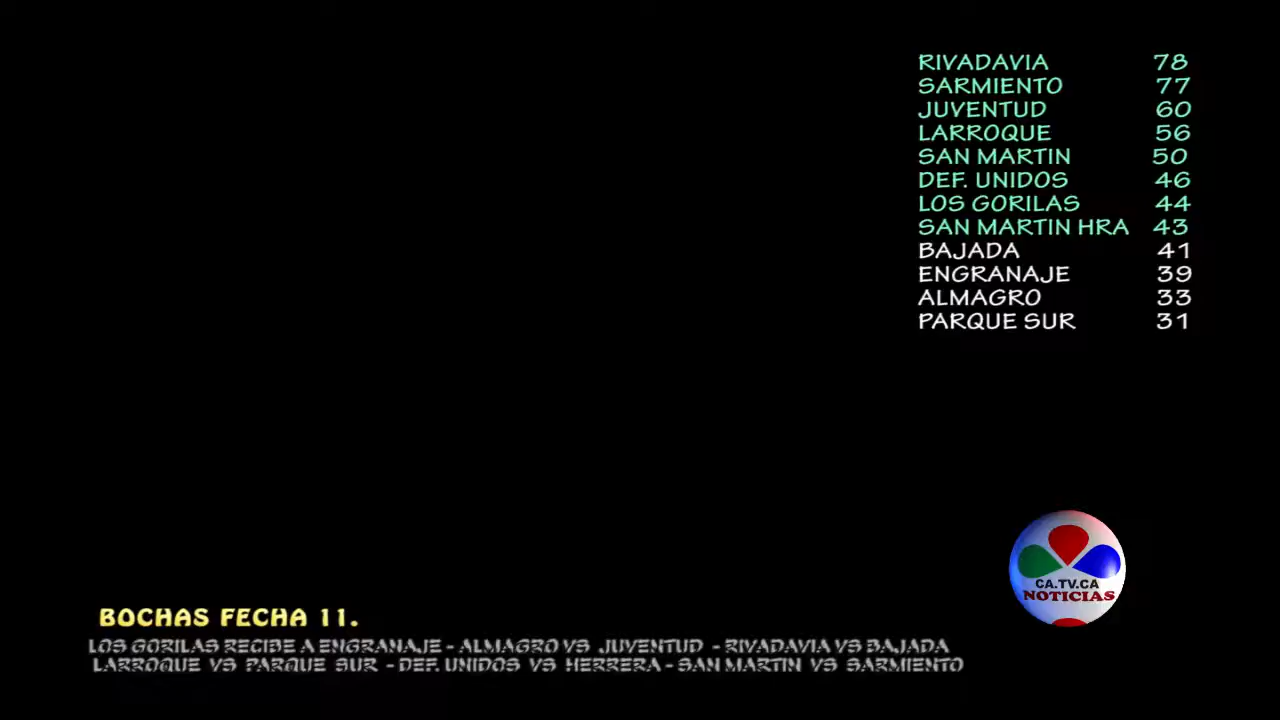 RIVADAVIA 78
SARMIENTO 77
JUVENTUD 60
LARROQUE 56
SAN MARTIN 50
DEF. UNIDOS 46
LOS GORILAS 44
SAN MARTIN HRA 43
BAJADA 41
ENGRANAJE 39
ALMAGRO 33
PARQUE SUR 31
CA.TV.CA
NOTICIAS
BOCHAS FECHA 11.
LOS GORILAS RECIBE A ENGRANAJE - ALMAGRO VS JUVENTUD - RIVADAVIA VS BAJADA
LARROQUE VS PARQUE SUR - DEF. UNIDOS VS HERRERA - SAN MARTIN VS SARMIENTO